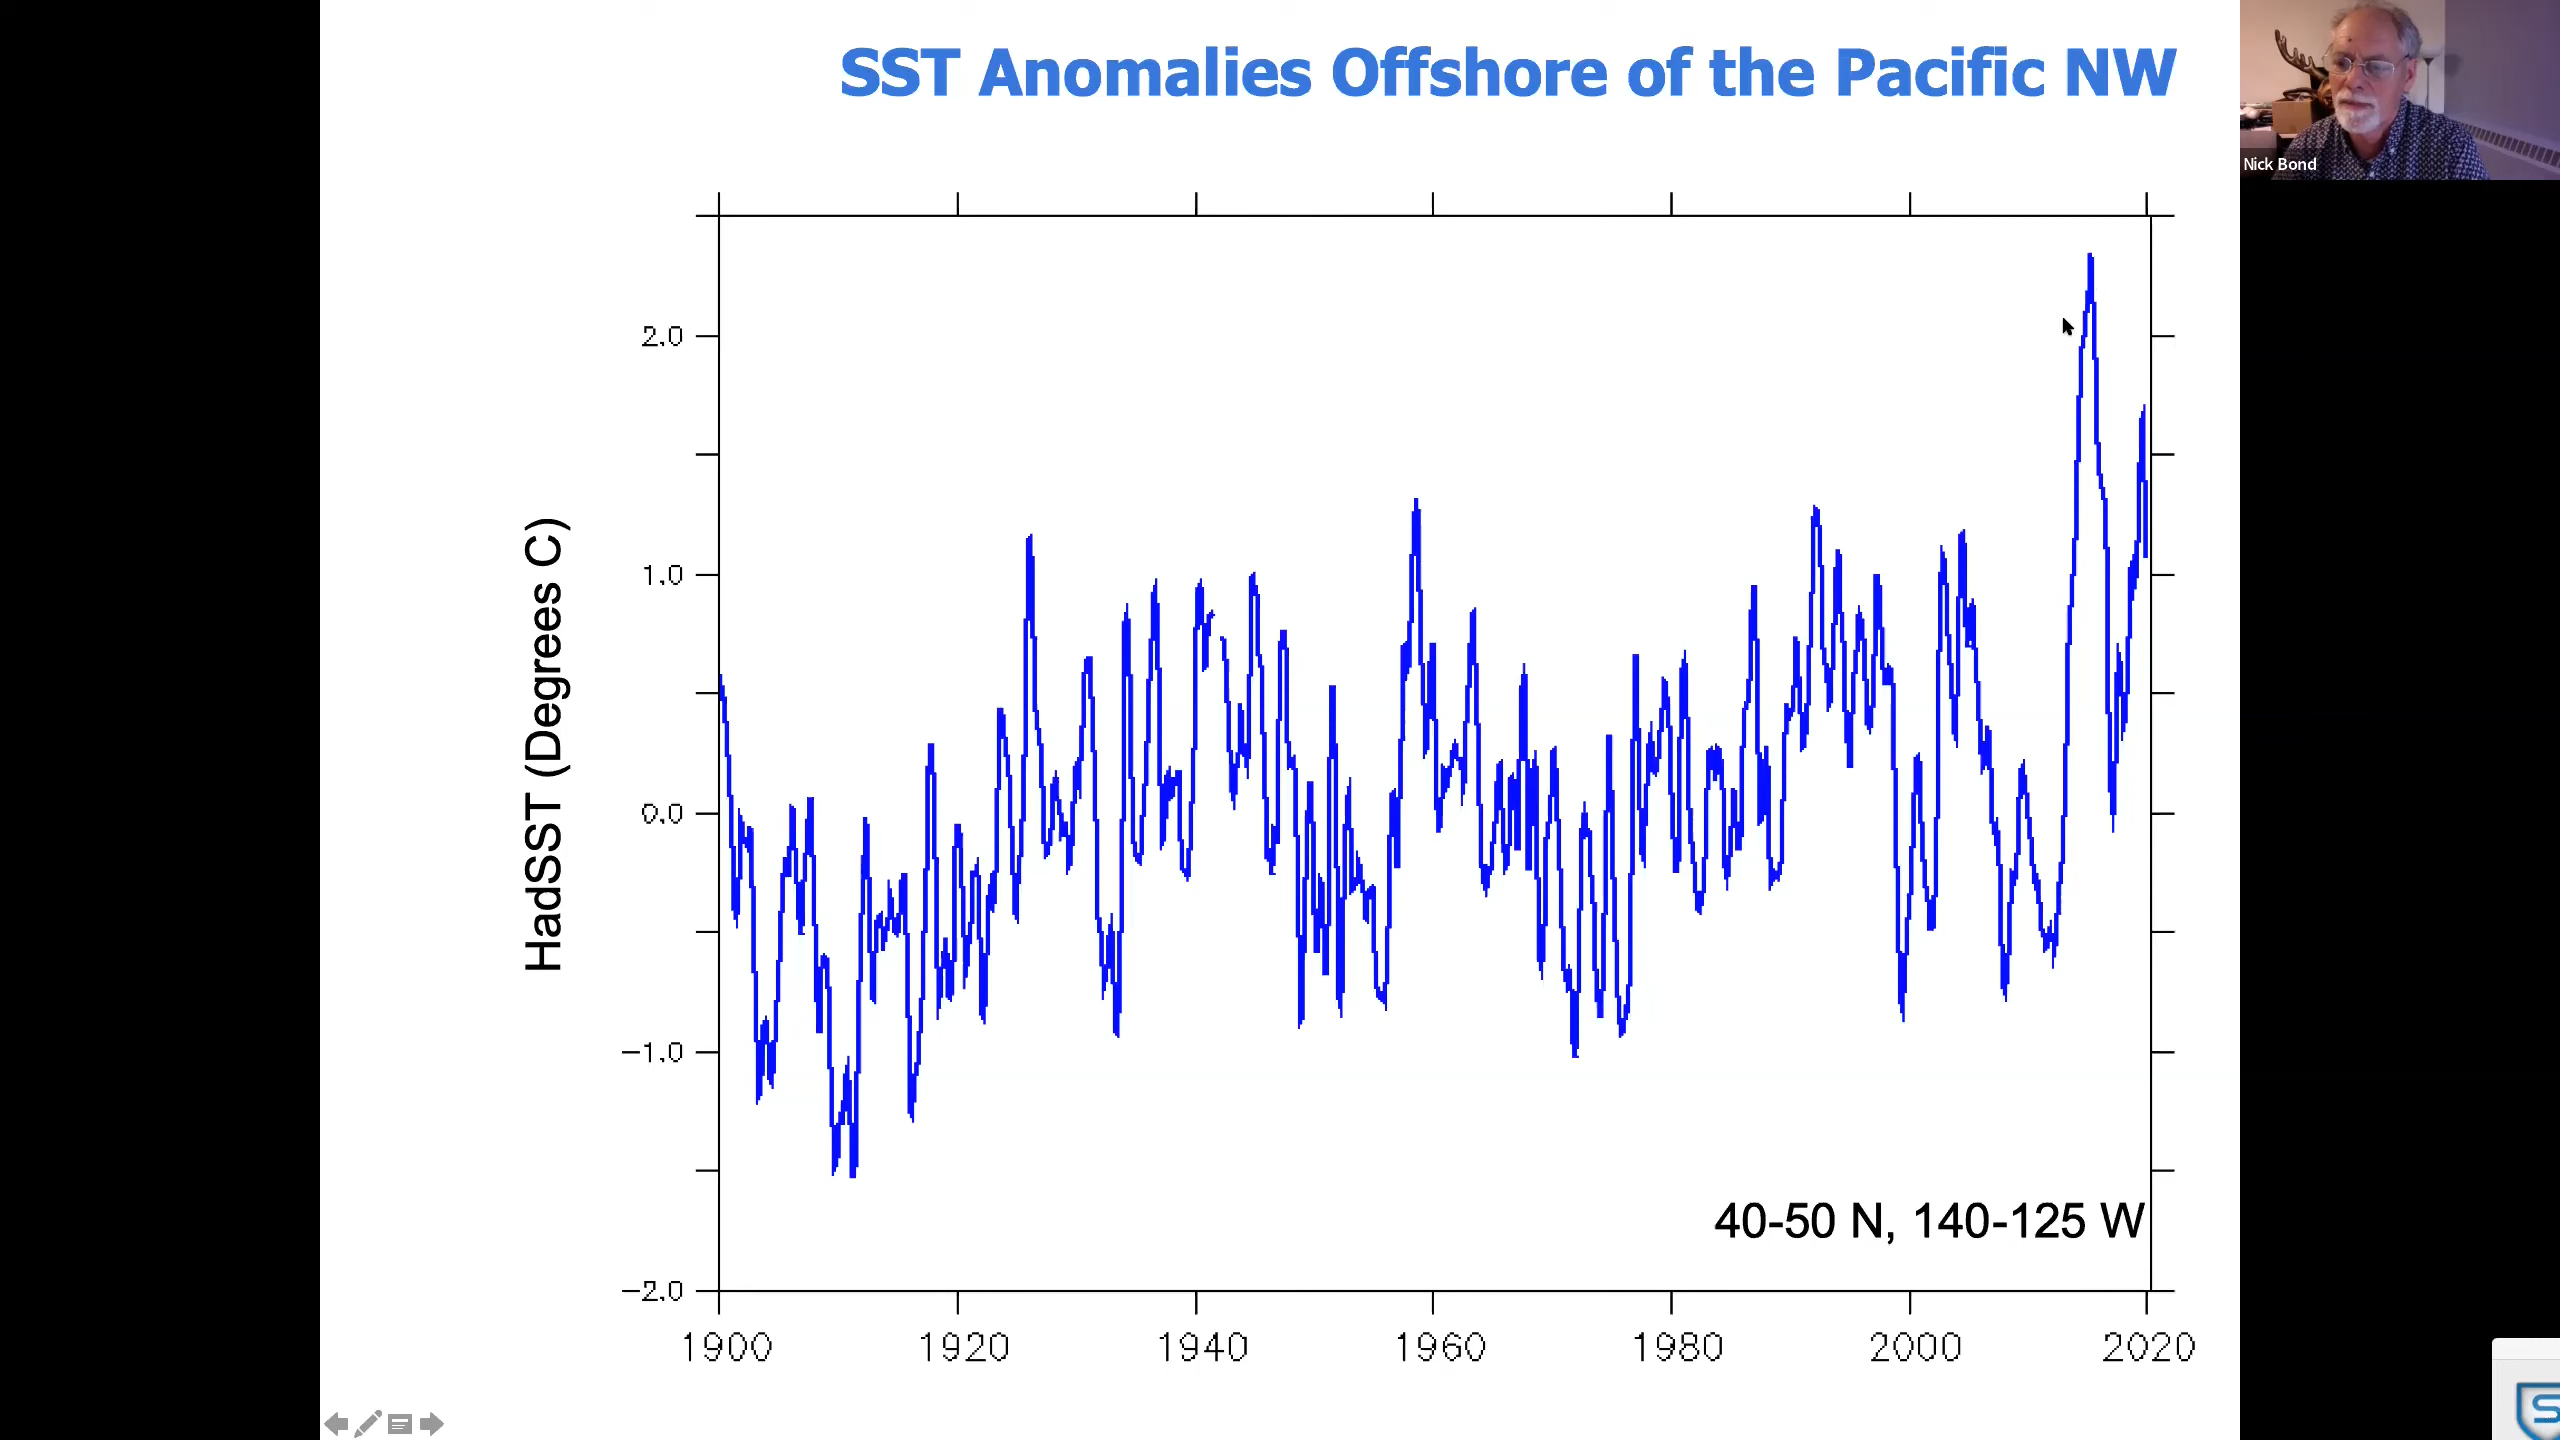 SST Anomalies Offshore of the Pacific NW
Nick Bond
HadSST (Degrees C)
2.0
1.0
0.0
−1.0
−2.0
40-50 N, 140-125 W
1900 1920 1940 1960 1980 2000 2020
S